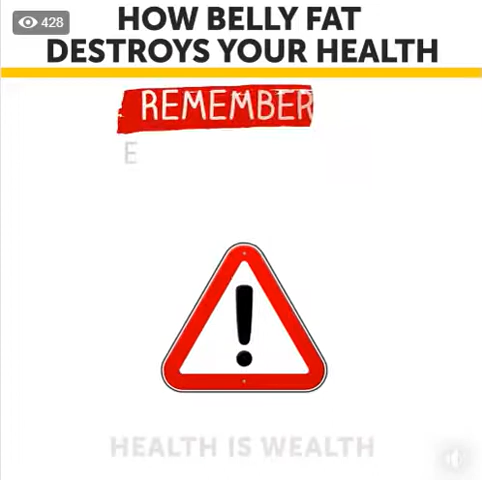 428
HOW BELLY FAT
DESTROYS YOUR HEALTH
REMEMBER
E
!
HEALTH IS WEALTH